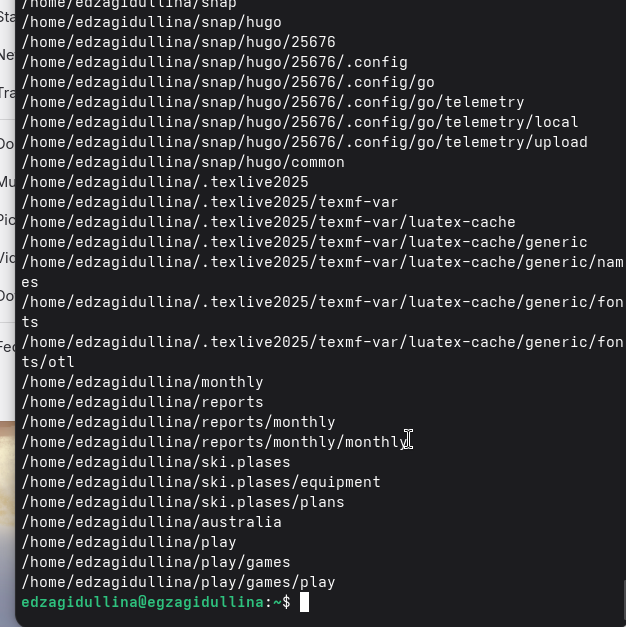 /home/edzagidullina/snap
/home/edzagidullina/snap/hugo
/home/edzagidullina/snap/hugo/25676
/home/edzagidullina/snap/hugo/25676/.config
/home/edzagidullina/snap/hugo/25676/.config/go
/home/edzagidullina/snap/hugo/25676/.config/go/telemetry
/home/edzagidullina/snap/hugo/25676/.config/go/telemetry/local
/home/edzagidullina/snap/hugo/25676/.config/go/telemetry/upload
/home/edzagidullina/snap/hugo/common
/home/edzagidullina/.texlive2025
/home/edzagidullina/.texlive2025/texmf-var
/home/edzagidullina/.texlive2025/texmf-var/luatex-cache
/home/edzagidullina/.texlive2025/texmf-var/luatex-cache/generic
/home/edzagidullina/.texlive2025/texmf-var/luatex-cache/generic/nam
es
/home/edzagidullina/.texlive2025/texmf-var/luatex-cache/generic/fon
ts
/home/edzagidullina/.texlive2025/texmf-var/luatex-cache/generic/fon
ts/otl
/home/edzagidullina/monthly
/home/edzagidullina/reports
/home/edzagidullina/reports/monthly
/home/edzagidullina/reports/monthly/monthly
/home/edzagidullina/ski.plases
/home/edzagidullina/ski.plases/equipment
/home/edzagidullina/ski.plases/plans
/home/edzagidullina/australia
/home/edzagidullina/play
/home/edzagidullina/play/games
/home/edzagidullina/play/games/play
edzagidullina@egzagidullina:~$